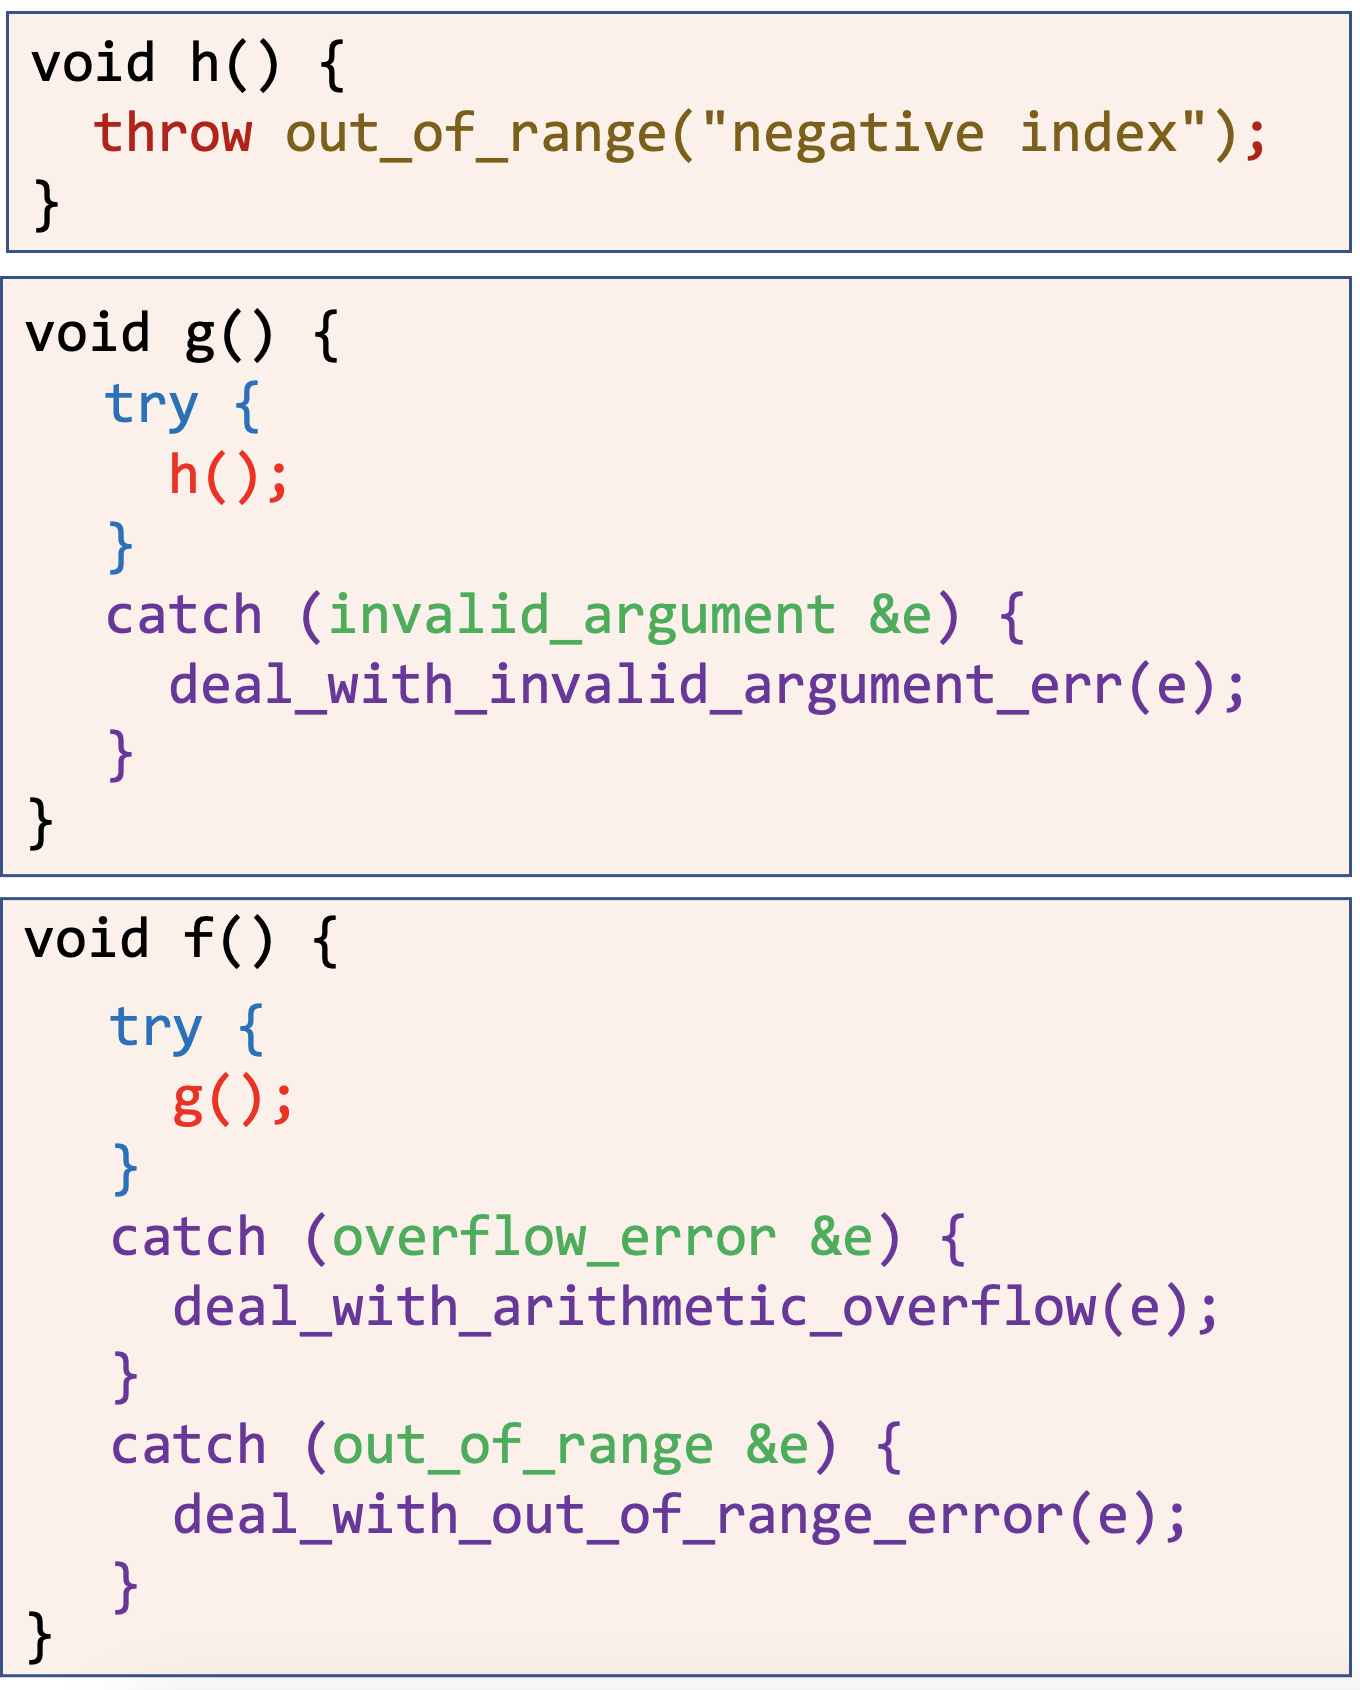 void h() {
  throw out_of_range("negative index");
}
void g() {
   try {
     h();
   }
   catch (invalid_argument &e) {
     deal_with_invalid_argument_err(e);
   }
}
void f() {
   try {
     g();
   }
   catch (overflow_error &e) {
     deal_with_arithmetic_overflow(e);
   }
   catch (out_of_range &e) {
     deal_with_out_of_range_error(e);
   }
}